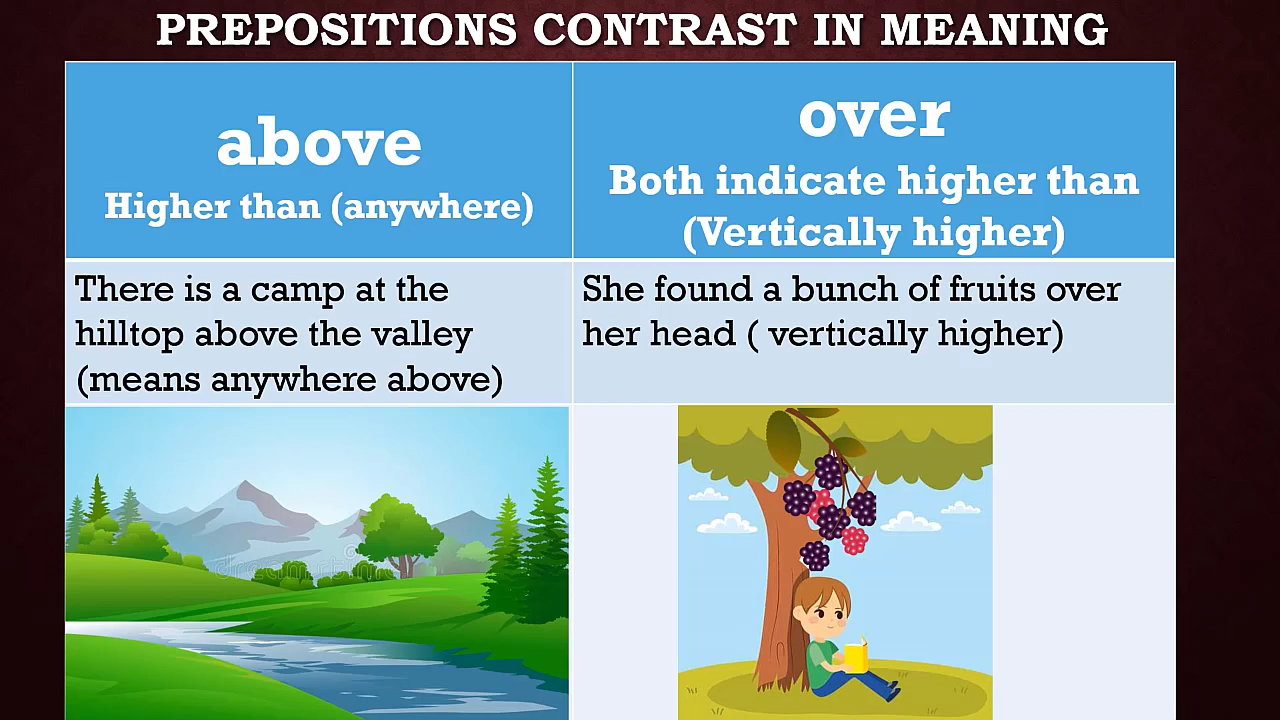 PREPOSITIONS CONTRAST IN MEANING
above
Higher than (anywhere)
over
Both indicate higher than
(Vertically higher)
There is a camp at the
hilltop above the valley
(means anywhere above)
She found a bunch of fruits over
her head ( vertically higher)